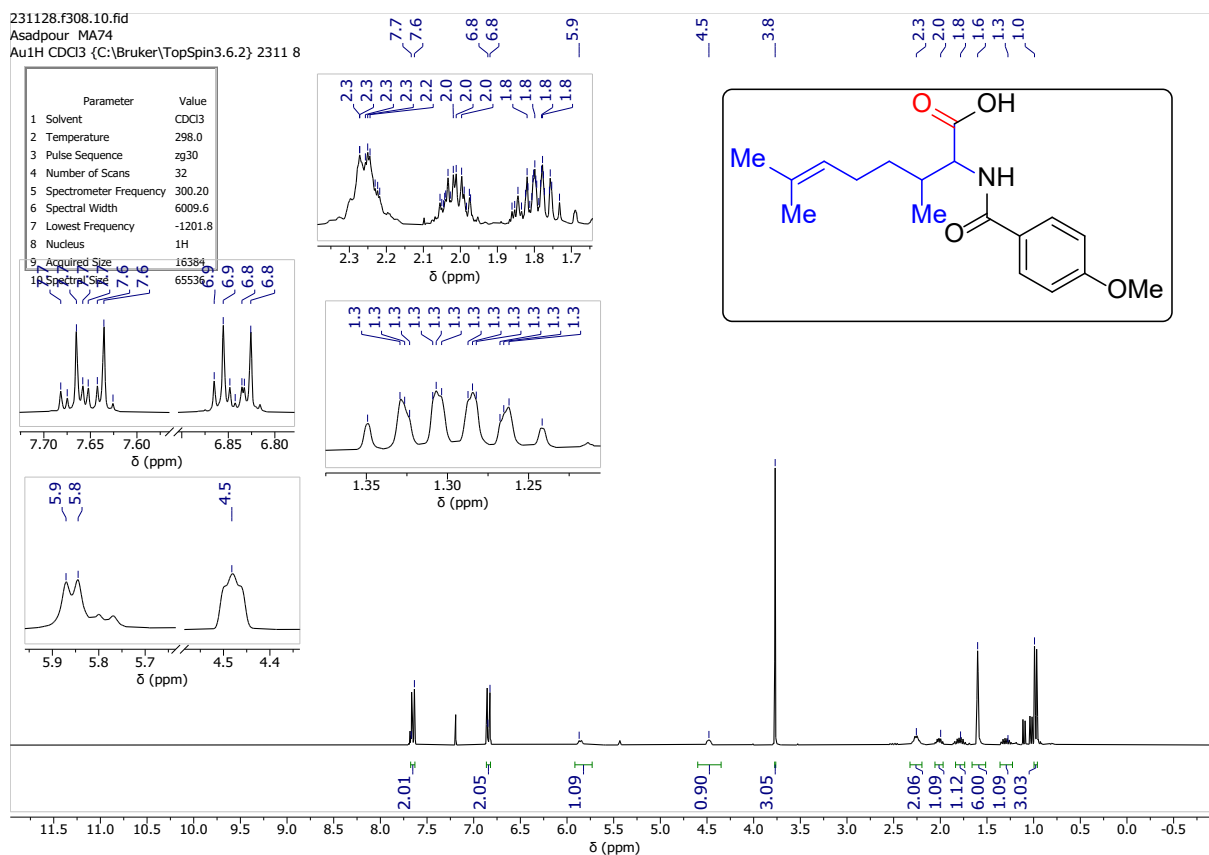 231128.f308.10.fid
Asadpour MA74
Au1H CDCl3 {C:\Bruker\TopSpin3.6.2} 2311 8
7.7 7.6 6.8 6.8 5.9 4.5 3.8 2.3 2.0 1.8 1.6 1.3 1.0
Parameter Value
1 Solvent CDCl3
2 Temperature 298.0
3 Pulse Sequence zg30
4 Number of Scans 32
5 Spectrometer Frequency 300.20
6 Spectral Width 6009.6
7 Lowest Frequency -1201.8
8 Nucleus 1H
9 Acquired Size 16384
10 Spectral Size 65536
2.3 2.3 2.3 2.3 2.2 2.0 2.0 2.0 1.8 1.8 1.8 1.8
2.3 2.2 2.1 2.0 1.9 1.8 1.7
δ (ppm)
O OH
Me
NH
Me Me
O
OMe
7.7 7.7 7.7 7.7 7.6 7.6 6.9 6.9 6.8 6.8
7.70 7.65 7.60 6.85 6.80
δ (ppm)
1.3 1.3 1.3 1.3 1.3 1.3 1.3 1.3 1.3 1.3 1.3 1.3
1.35 1.30 1.25
δ (ppm)
5.9 5.8 4.5
5.9 5.8 5.7 4.5 4.4
δ (ppm)
2.01 2.05 1.09 0.90 3.05 2.06 1.09 1.12 6.00 1.09 3.03
11.5 11.0 10.5 10.0 9.5 9.0 8.5 8.0 7.5 7.0 6.5 6.0 5.5 5.0 4.5 4.0 3.5 3.0 2.5 2.0 1.5 1.0 0.5 -0.0 -0.5
δ (ppm)